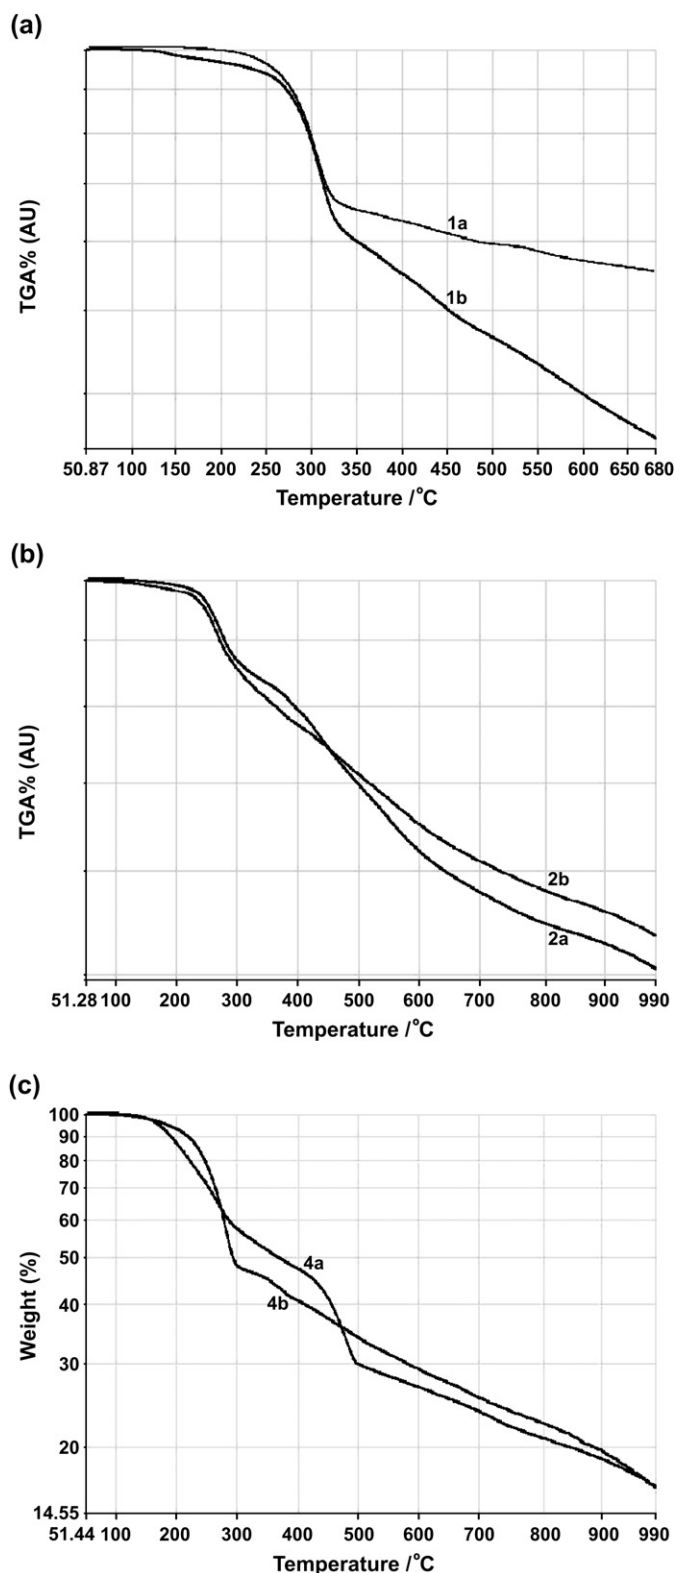 (a)
TGA% (AU)
1a
1b
50.87 100 150 200 250 300 350 400 450 500 550 600 650 680
Temperature /°C
(b)
TGA% (AU)
2b
2a
51.28 100 200 300 400 500 600 700 800 900 990
Temperature /°C
(c)
100
90
80
70
60
50
40
30
20
14.55
Weight (%)
4a
4b
51.44 100 200 300 400 500 600 700 800 900 990
Temperature /°C